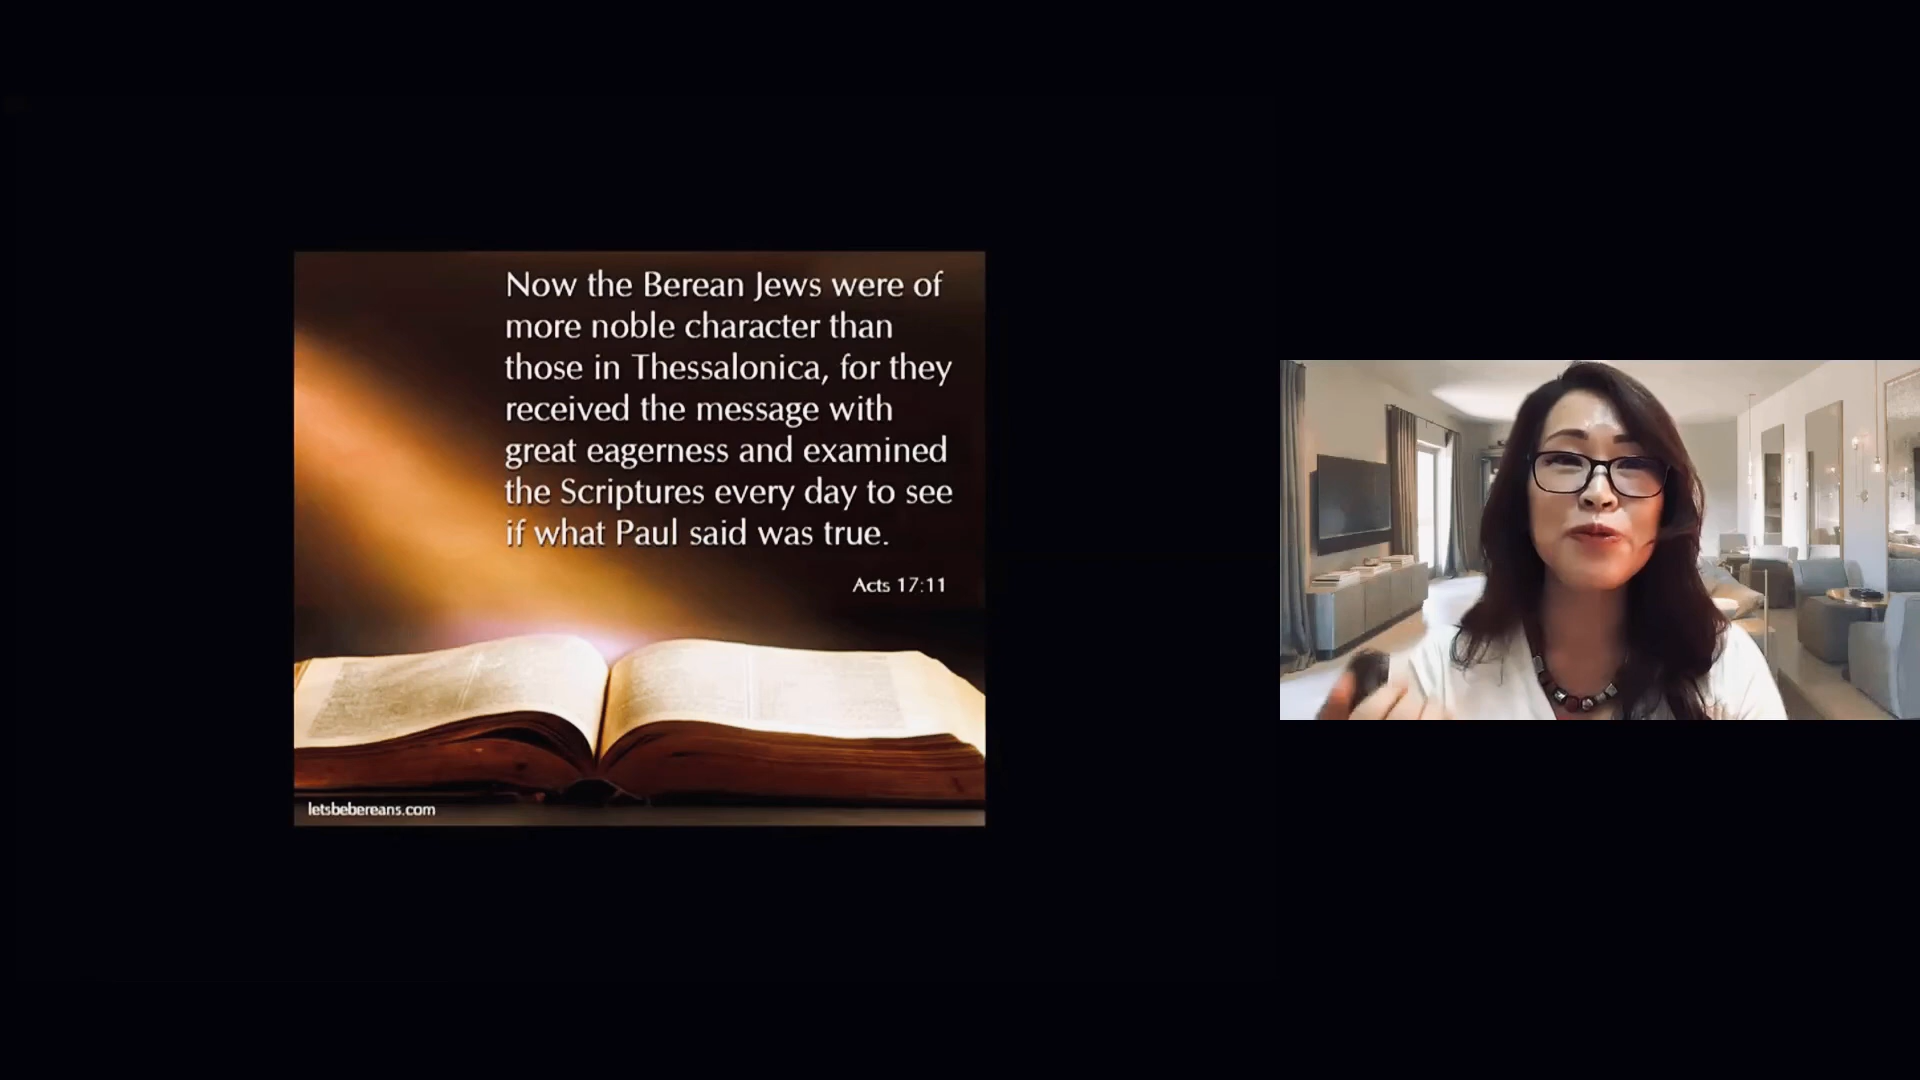 Now the Berean Jews were of
more noble character than
those in Thessalonica, for they
received the message with
great eagerness and examined
the Scriptures every day to see
if what Paul said was true.
Acts 17:11
letsbebereans.com